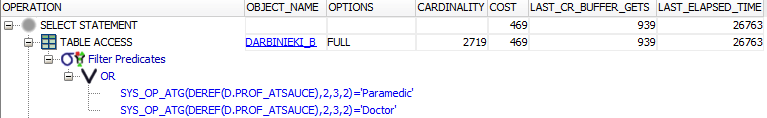 OPERATION OBJECT_NAME OPTIONS CARDINALITY COST LAST_CR_BUFFER_GETS LAST_ELAPSED_TIME
SELECT STATEMENT 469 939 26763
TABLE ACCESS DARBINIEKI_B FULL 2719 469 939 26763
Filter Predicates
OR
SYS_OP_ATG(DEREF(D.PROF_ATSAUCE),2,3,2)='Paramedic'
SYS_OP_ATG(DEREF(D.PROF_ATSAUCE),2,3,2)='Doctor'